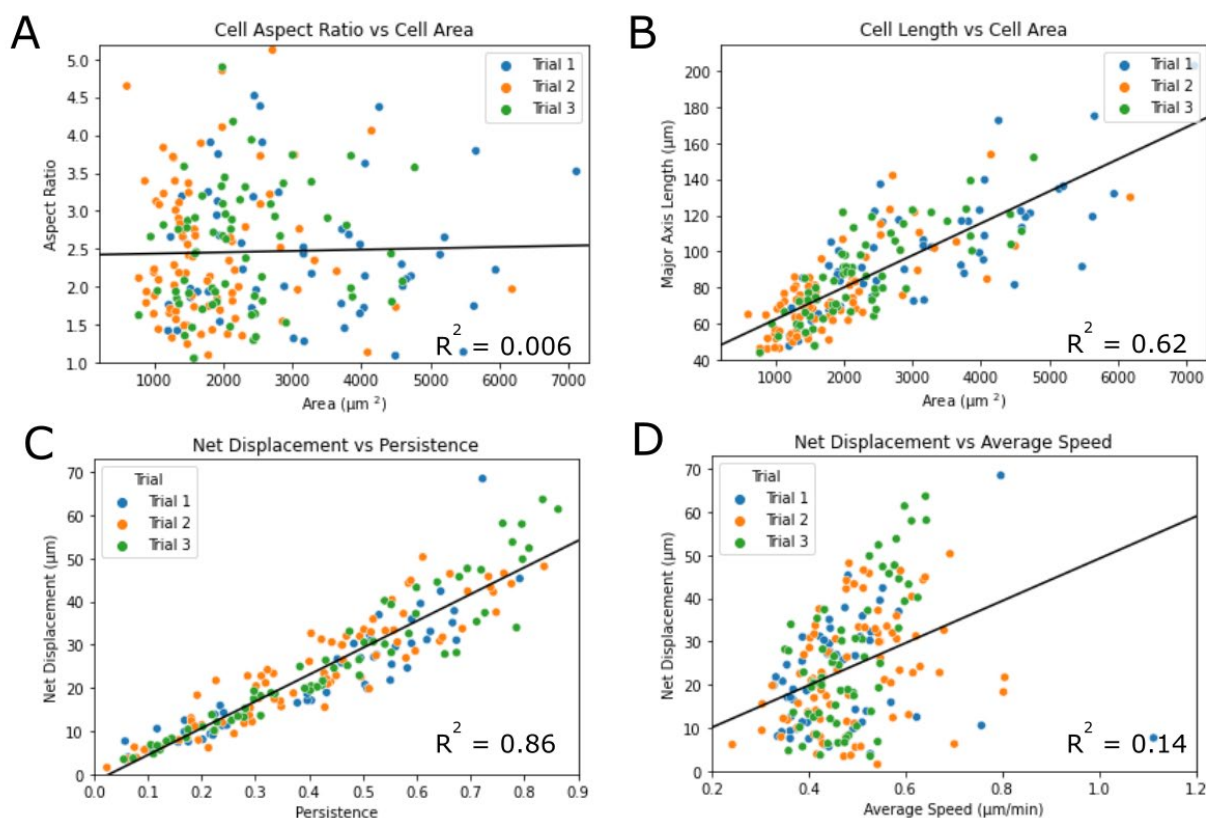 A
Cell Aspect Ratio vs Cell Area
Trial 1
Trial 2
Trial 3
5.0
4.5
4.0
3.5
3.0
2.5
2.0
1.5
1.0
Aspect Ratio
R² = 0.006
1000 2000 3000 4000 5000 6000 7000
Area (μm ²)
B
Cell Length vs Cell Area
Trial 1
Trial 2
Trial 3
200
180
160
140
120
100
80
60
40
Major Axis Length (μm)
R² = 0.62
1000 2000 3000 4000 5000 6000 7000
Area (μm ²)
C
Net Displacement vs Persistence
Trial
Trial 1
Trial 2
Trial 3
70
60
50
40
30
20
10
0
Net Displacement (μm)
R² = 0.86
0.0 0.1 0.2 0.3 0.4 0.5 0.6 0.7 0.8 0.9
Persistence
D
Net Displacement vs Average Speed
Trial
Trial 1
Trial 2
Trial 3
70
60
50
40
30
20
10
0
Net Displacement (μm)
R² = 0.14
0.2 0.4 0.6 0.8 1.0 1.2
Average Speed (μm/min)